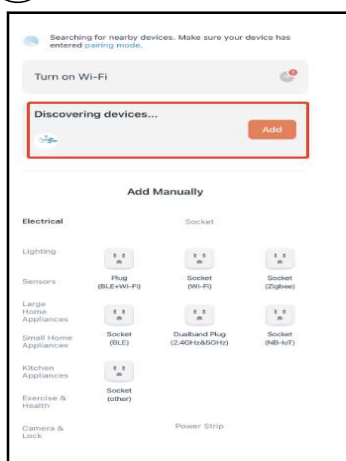 Searching for nearby devices. Make sure your device has
entered pairing mode.
Turn on Wi-Fi
Discovering devices...
Add
Add Manually
Electrical
Socket
Lighting
Plug
(BLE+Wi-Fi)
Socket
(Wi-Fi)
Socket
(Zigbee)
Sensors
Large
Home
Appliances
Socket
(BLE)
Dualband Plug
(2.4GHz&5GHz)
Socket
(NB-IoT)
Small Home
Appliances
Kitchen
Appliances
Socket
(other)
Exercise &
Health
Power Strip
Camera &
Lock